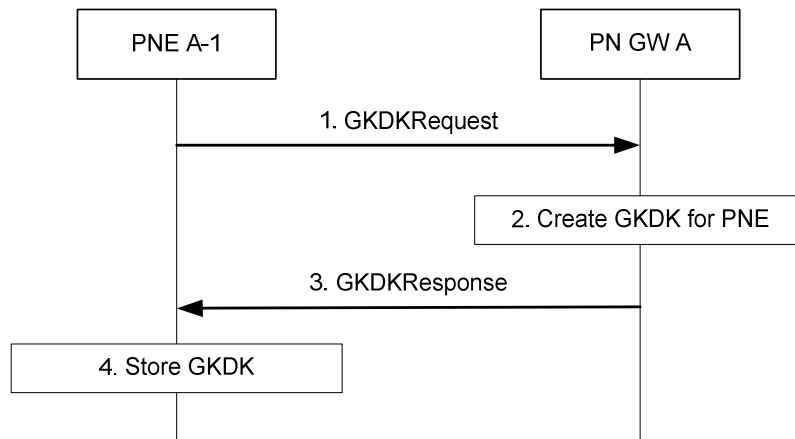 PNE A-1
PN GW A
1. GKDKRequest
2. Create GKDK for PNE
3. GKDKResponse
4. Store GKDK